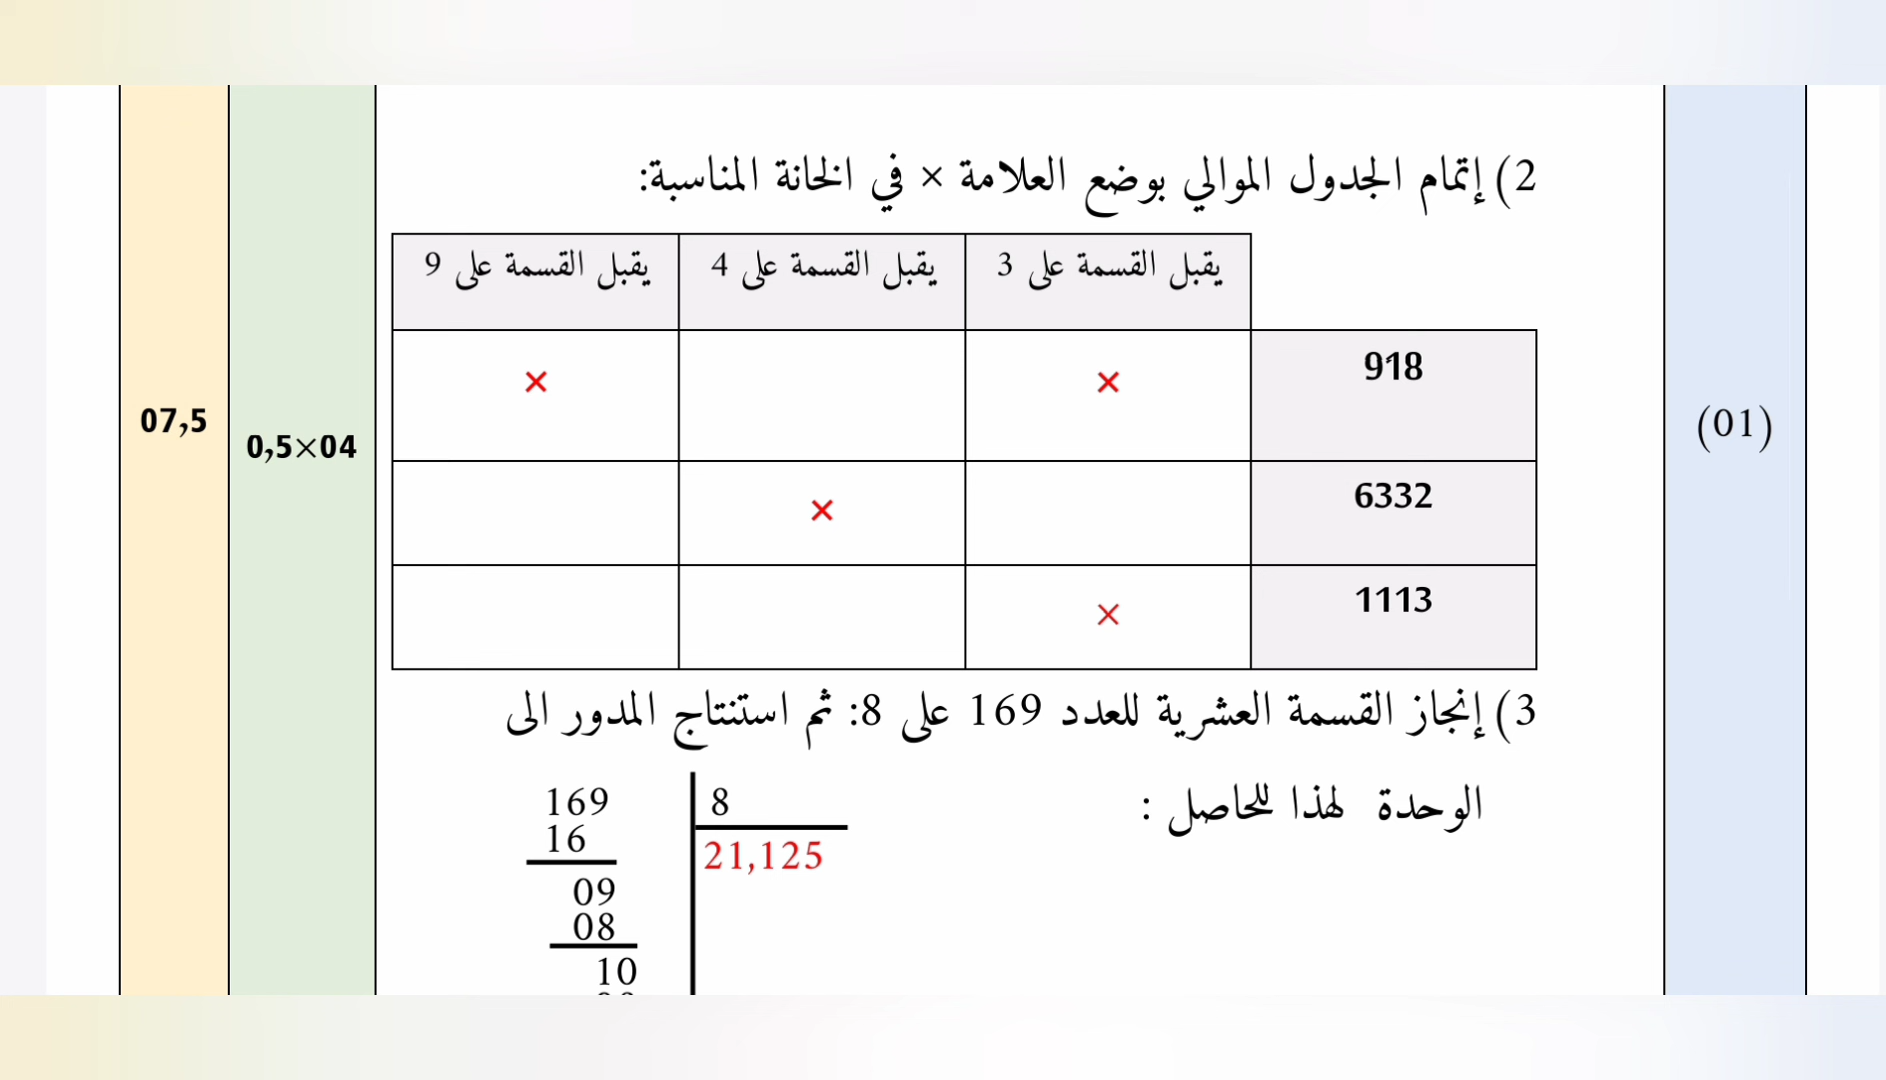 2) إتمام الجدول الموالي بوضع العلامة × في الخانة المناسبة:
يقبل القسمة على 3 يقبل القسمة على 4 يقبل القسمة على 9
918 × ×
(01)
07,5
0,5×04
6332 ×
1113 ×
3) إنجاز القسمة العشرية للعدد 169 على 8: ثم استنتاج المدور الى
الوحدة لهذا للحاصل :
169 8
16
21,125
09
08
10